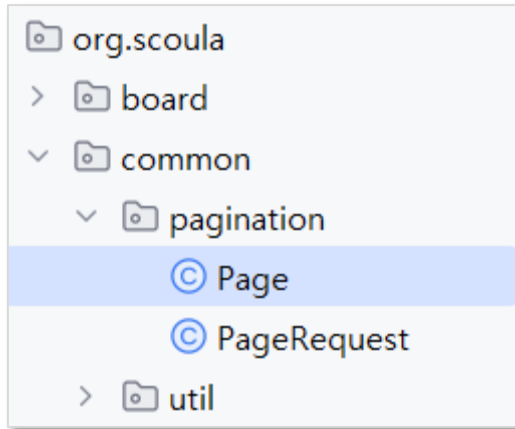 org.scoula
board
common
pagination
Page
PageRequest
util